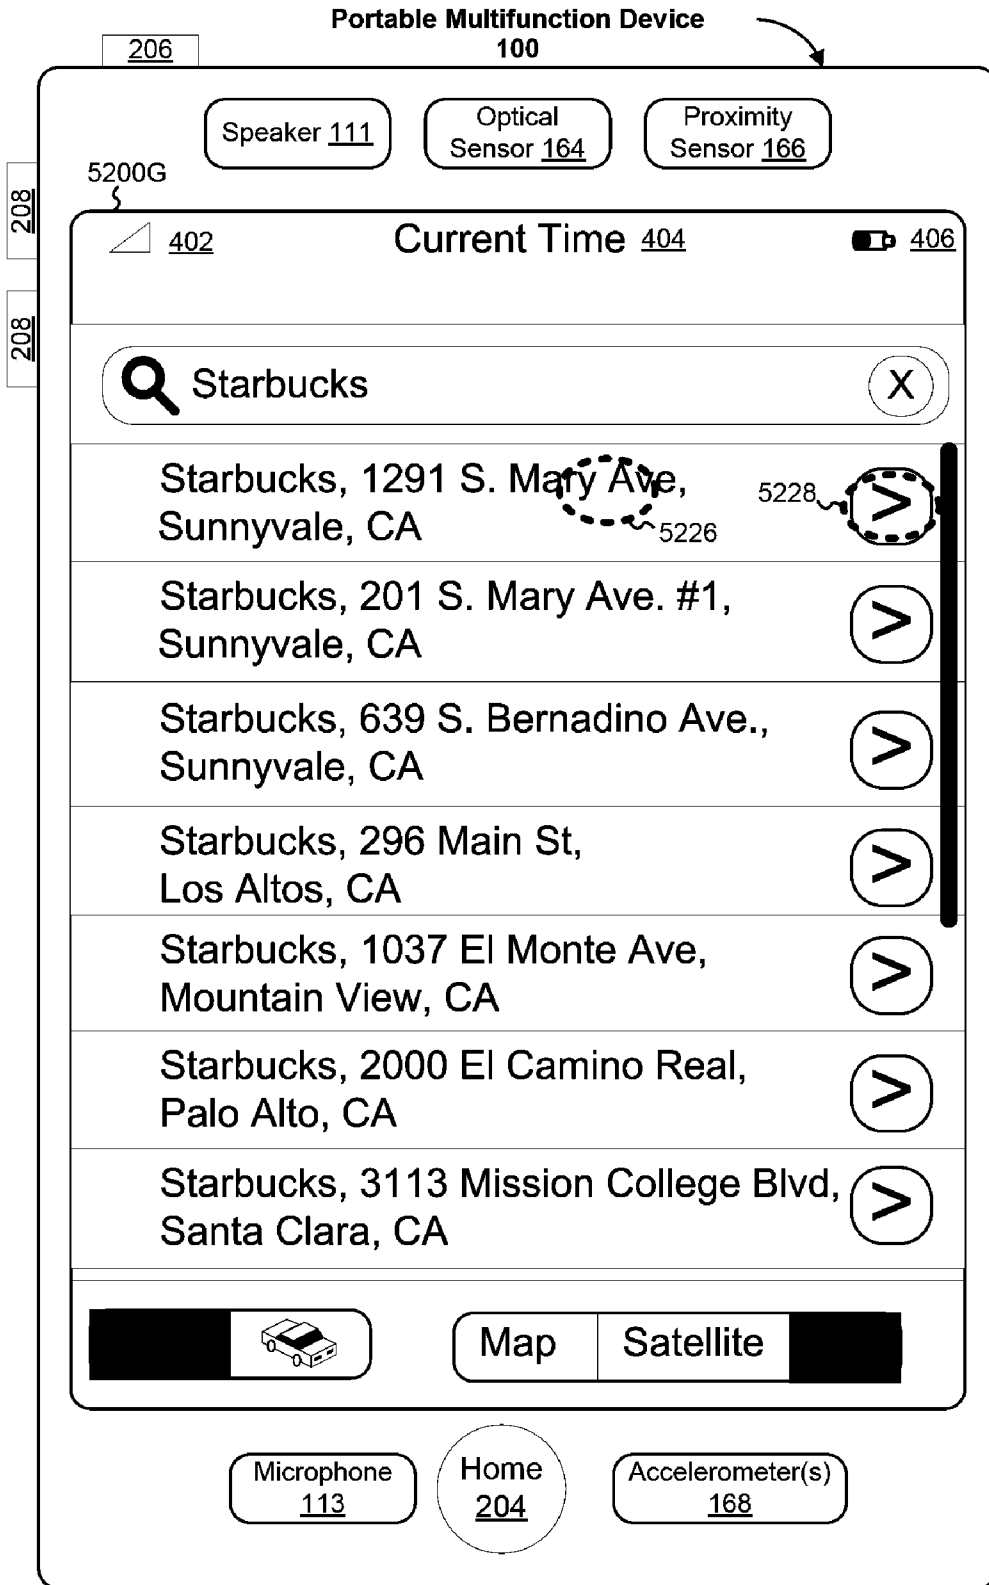 Portable Multifunction Device
100
206
Speaker 111
Optical
Sensor 164
Proximity
Sensor 166
208
208
5200G
402
Current Time 404
406
Starbucks
X
Starbucks, 1291 S. Mary Ave,
Sunnyvale, CA
5226
5228
>
Starbucks, 201 S. Mary Ave. #1,
Sunnyvale, CA
>
Starbucks, 639 S. Bernadino Ave.,
Sunnyvale, CA
>
Starbucks, 296 Main St,
Los Altos, CA
>
Starbucks, 1037 El Monte Ave,
Mountain View, CA
>
Starbucks, 2000 El Camino Real,
Palo Alto, CA
>
Starbucks, 3113 Mission College Blvd,
Santa Clara, CA
>
Map
Satellite
Microphone
113
Home
204
Accelerometer(s)
168